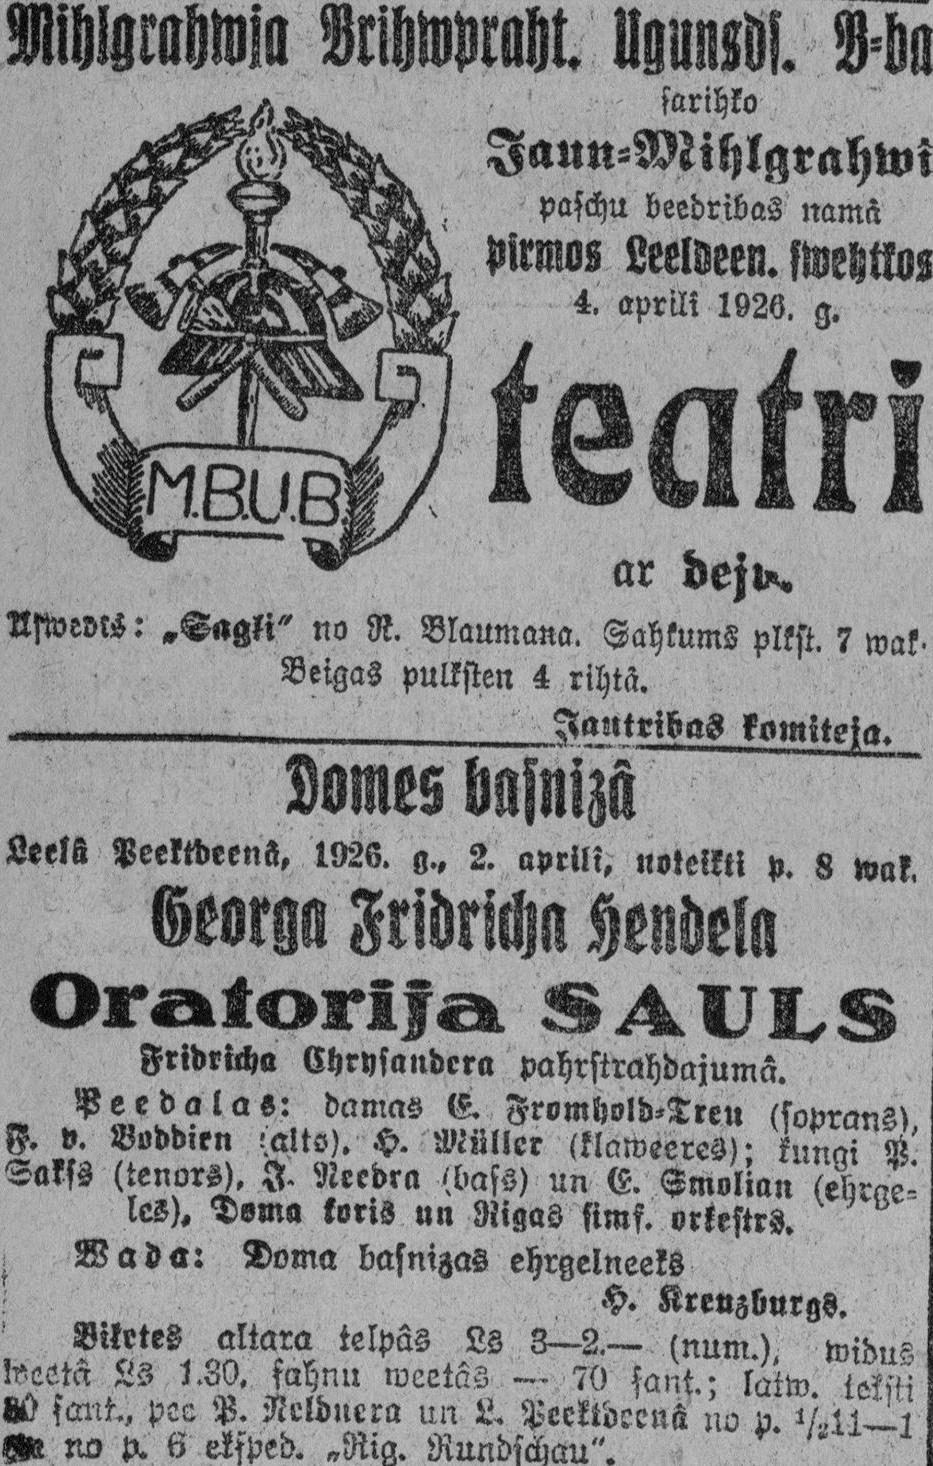 Mihlgrahwja Brihwpraht. Ugunsdſ. B-ba
ſarihko
Jaun-Mihlgrahwî
paſchu beedribas namâ
pirmos Leeldeen. ſwehtkos
4. aprilî 1926. g.
teatri
ar deju.
M.B.U.B
Uſwedîs: „Sagli“ no R. Blaumana. Sahkums plkſt. 7 wak.
Beigas pulkſten 4 rihtâ.
Jautribas komiteja.
Domes baſnizâ
Leelâ Peektdeenâ, 1926. g., 2. aprilî, noteikti p. 8 wak.
Georga Fridricha Hendela
Oratorija SAULS
Fridricha Chryſandera pahrſtrahdajumâ.
Peedalas: damas E. Fromhold-Treu (ſoprans),
F. v. Boddien (alts), H. Müller (klaweeres); kungi P.
Sakſs (tenors), J. Needra (baſs) un E. Smolian (ehrge-
les), Doma koris un Rigas ſimf. orkeſtrs.
Wada: Doma baſnizas ehrgelneeks
H. Kreuzburgs.
Biletes altara telpâs Ls 3—2.— (num.), widus
weetâ Ls 1.30, ſahnu weetâs — 70 ſant.; latw. tekſti
ſant., pee P. Neldnera un L. Peektdeenâ no p. ½11—1
no p. 6 ekſped. „Rig. Rundſchau“.